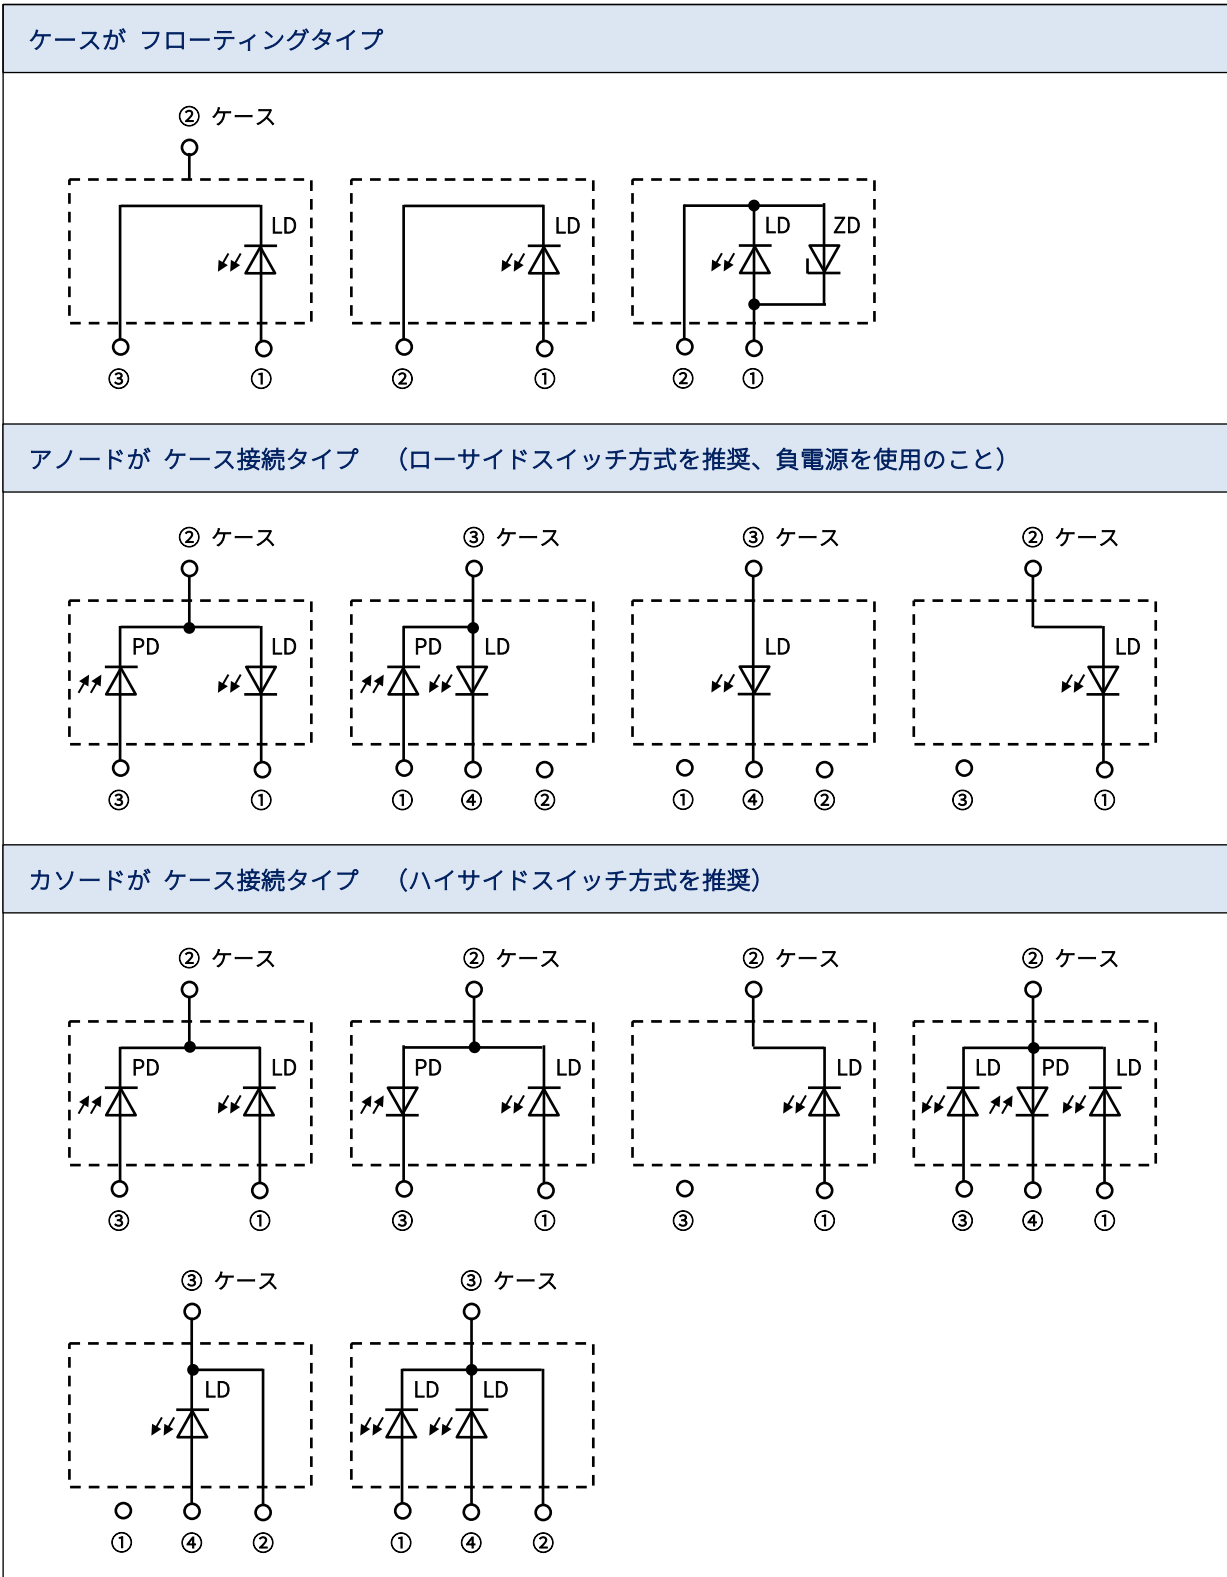 ケースが フローティングタイプ
② ケース
LD LD LD ZD
③ ① ② ① ② ①
アノードが ケース接続タイプ （ローサイドスイッチ方式を推奨、負電源を使用のこと）
② ケース ③ ケース ③ ケース ② ケース
PD LD PD LD LD LD
③ ① ① ④ ② ① ④ ② ③ ①
カソードが ケース接続タイプ （ハイサイドスイッチ方式を推奨）
② ケース ② ケース ② ケース ② ケース
PD LD PD LD LD LD PD LD
③ ① ③ ① ③ ① ③ ④ ①
③ ケース ③ ケース
LD LD LD
① ④ ② ① ④ ②